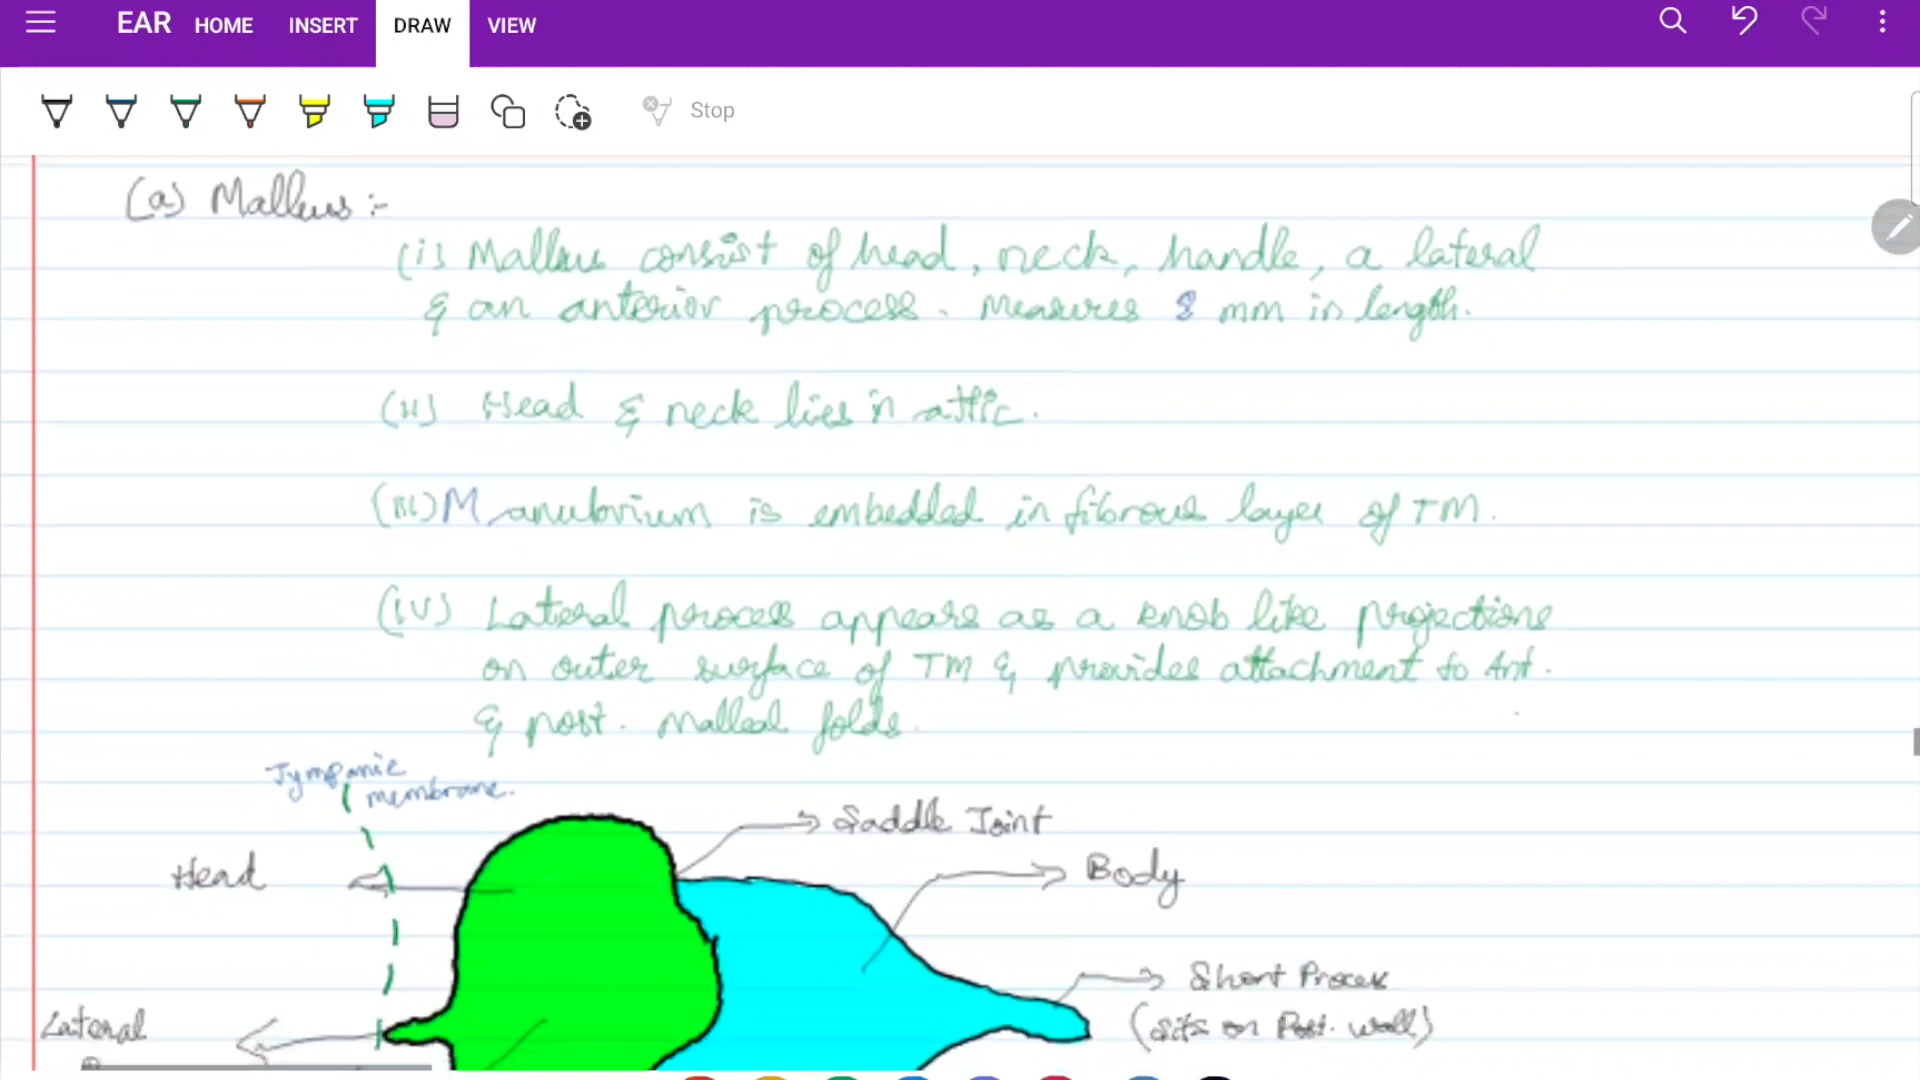 EAR HOME INSERT DRAW VIEW
Stop
(a) Malleus :-
(i) Malleus consist of head, neck, handle, a lateral
& an anterior process. Measures 8 mm in length.
(ii) Head & neck lies in attic.
(iii) Manubrium is embedded in fibrous layer of TM.
(iv) Lateral process appears as a knob like projections
on outer surface of TM & provides attachment to Ant.
& post. malleal folds.
Tympanic
membrane.
Saddle Joint
Head
Body
Short Process
(sits on Post. wall)
Lateral